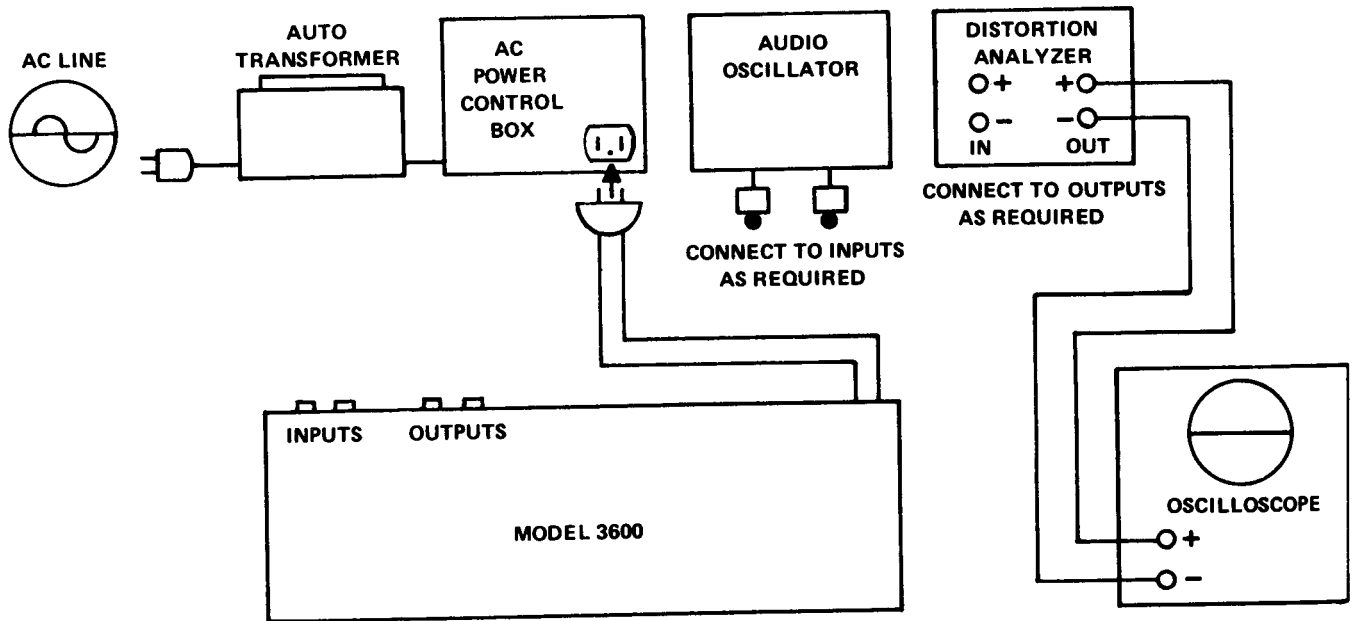 AC LINE
AUTO
TRANSFORMER
AC
POWER
CONTROL
BOX
AUDIO
OSCILLATOR
CONNECT TO INPUTS
AS REQUIRED
DISTORTION
ANALYZER
+ +
- -
IN OUT
CONNECT TO OUTPUTS
AS REQUIRED
INPUTS OUTPUTS
MODEL 3600
OSCILLOSCOPE
+
-